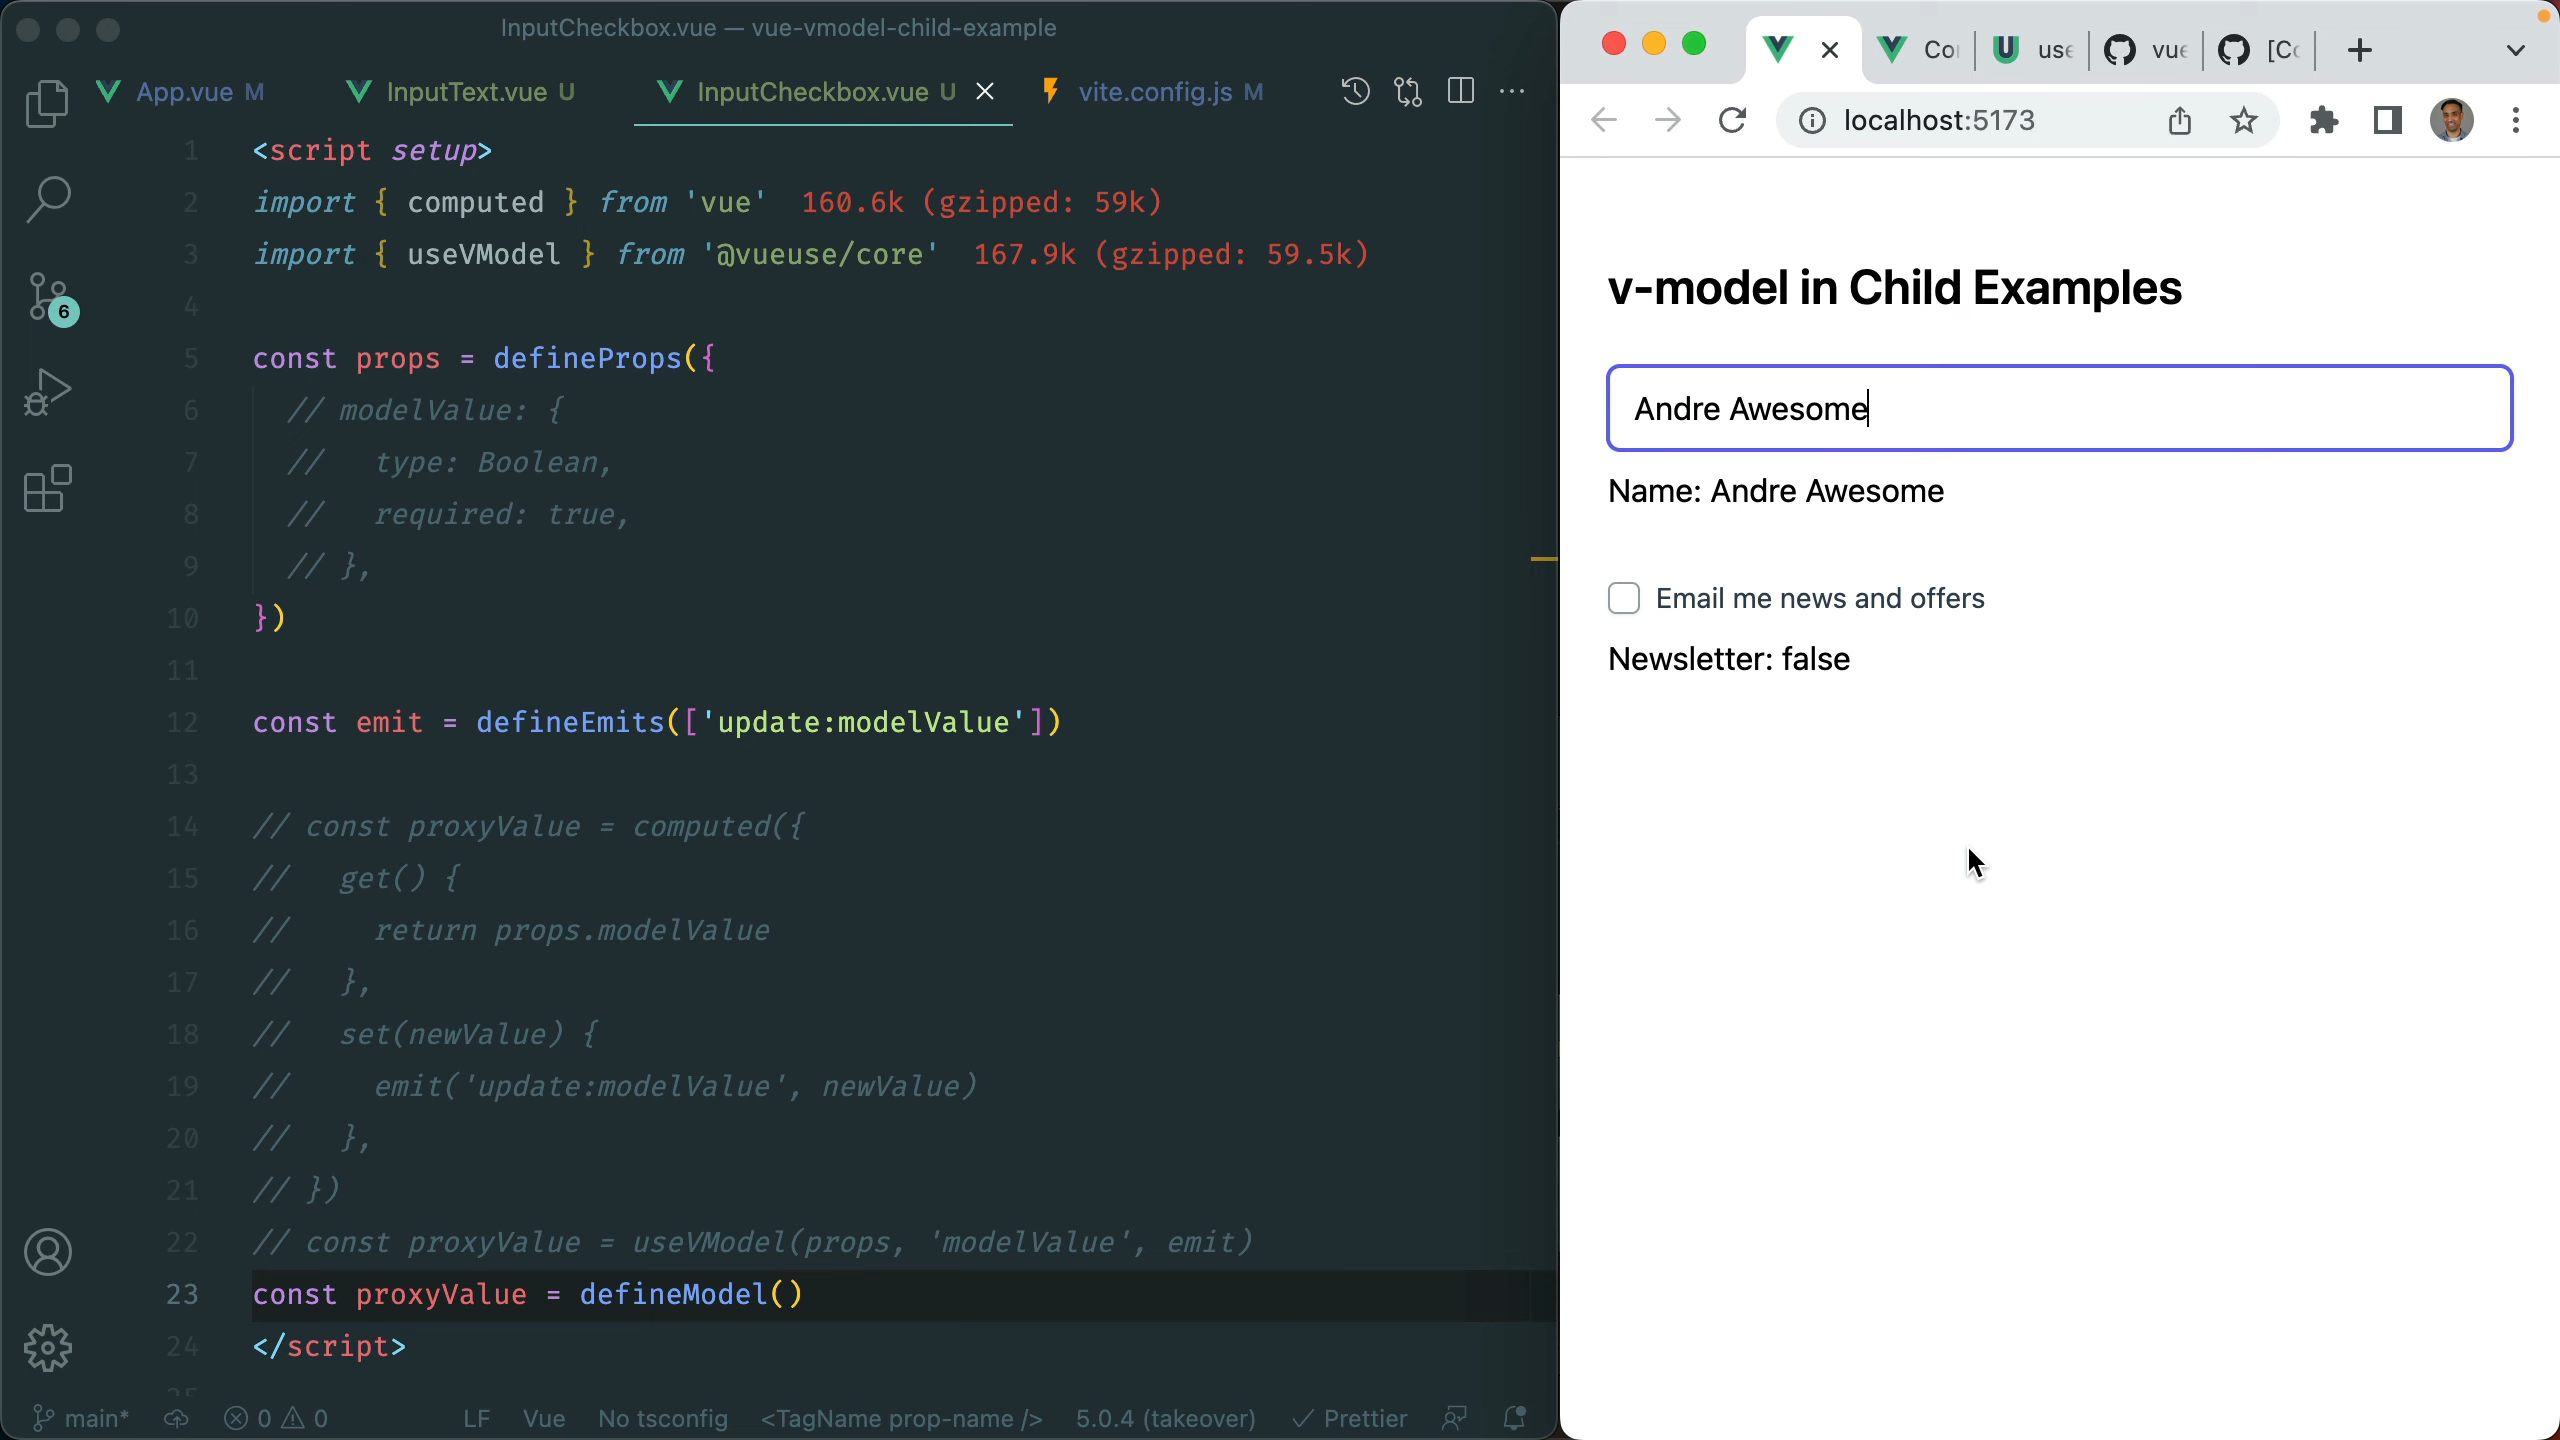 InputCheckbox.vue — vue-vmodel-child-example
App.vue M
InputText.vue U
InputCheckbox.vue U
vite.config.js M
1 <script setup>
2 import { computed } from 'vue' 160.6k (gzipped: 59k)
3 import { useVModel } from '@vueuse/core' 167.9k (gzipped: 59.5k)
4
5 const props = defineProps({
6 // modelValue: {
7 //   type: Boolean,
8 //   required: true,
9 // },
10 })
11
12 const emit = defineEmits(['update:modelValue'])
13
14 // const proxyValue = computed({
15 //   get() {
16 //     return props.modelValue
17 //   },
18 //   set(newValue) {
19 //     emit('update:modelValue', newValue)
20 //   },
21 // })
22 // const proxyValue = useVModel(props, 'modelValue', emit)
23 const proxyValue = defineModel()
24 </script>
25
6
main*
0
0
LF
Vue
No tsconfig
<TagName prop-name />
5.0.4 (takeover)
Prettier
Co
use
vue
[Co
localhost:5173
v-model in Child Examples
Andre Awesome
Name: Andre Awesome
Email me news and offers
Newsletter: false